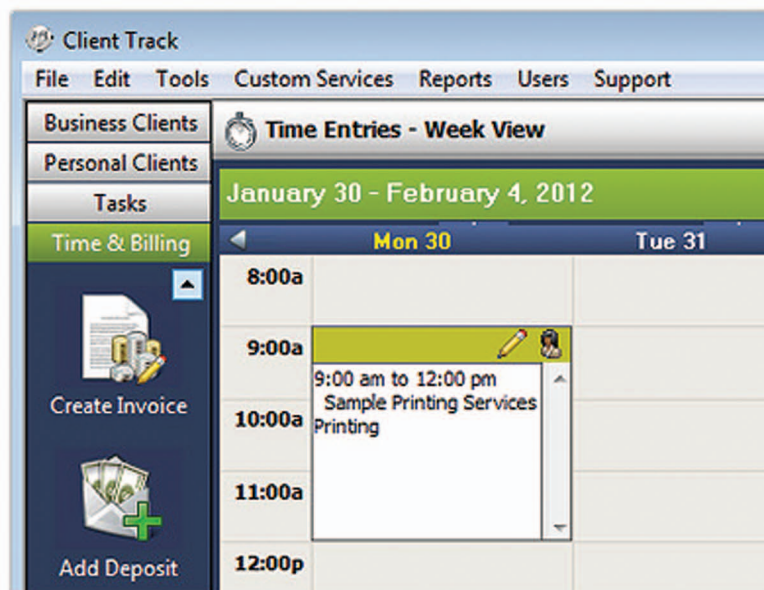 Client Track
File Edit Tools Custom Services Reports Users Support
Business Clients
Personal Clients
Tasks
Time & Billing
Create Invoice
Add Deposit
Time Entries - Week View
January 30 - February 4, 2012
Mon 30 Tue 31
8:00a
9:00a
9:00 am to 12:00 pm
Sample Printing Services
Printing
10:00a
11:00a
12:00p